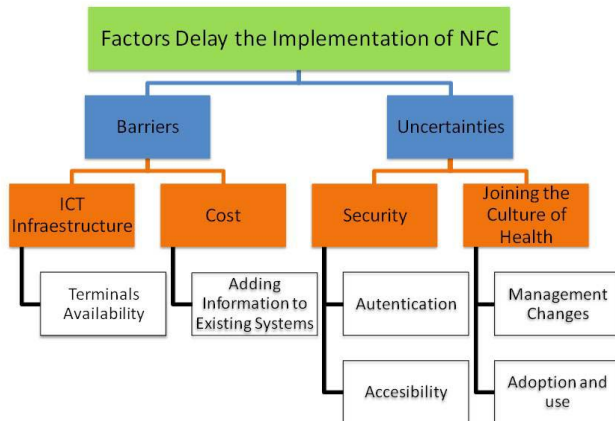 Factors Delay the Implementation of NFC
Barriers
Uncertainties
ICT
Infraestructure
Cost
Security
Joining the
Culture of
Health
Terminals
Availability
Adding
Information to
Existing Systems
Autentication
Management
Changes
Accesibility
Adoption and
use